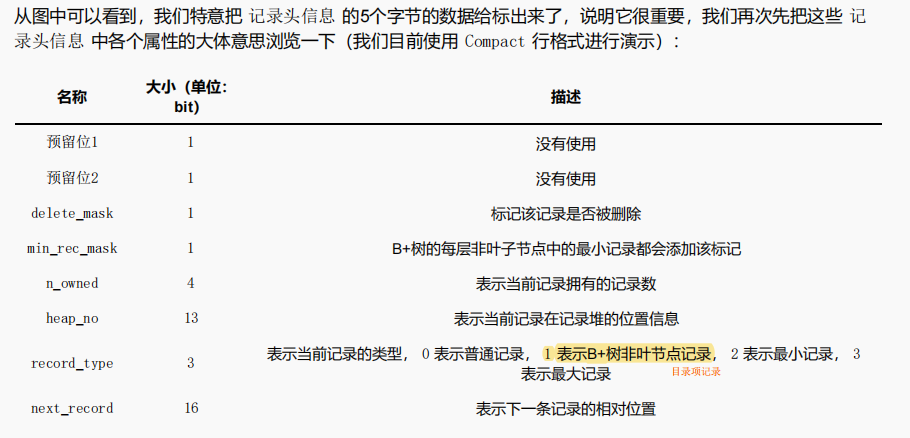 从图中可以看到，我们特意把 记录头信息 的5个字节的数据给标出来了，说明它很重要，我们再次先把这些 记
录头信息 中各个属性的大体意思浏览一下（我们目前使用 Compact 行格式进行演示）：
名称 大小（单位：bit） 描述
预留位1 1 没有使用
预留位2 1 没有使用
delete_mask 1 标记该记录是否被删除
min_rec_mask 1 B+树的每层非叶子节点中的最小记录都会添加该标记
n_owned 4 表示当前记录拥有的记录数
heap_no 13 表示当前记录在记录堆的位置信息
record_type 3 表示当前记录的类型， 0 表示普通记录， 1 表示B+树非叶节点记录， 2 表示最小记录， 3
表示最大记录
目录项记录
next_record 16 表示下一条记录的相对位置